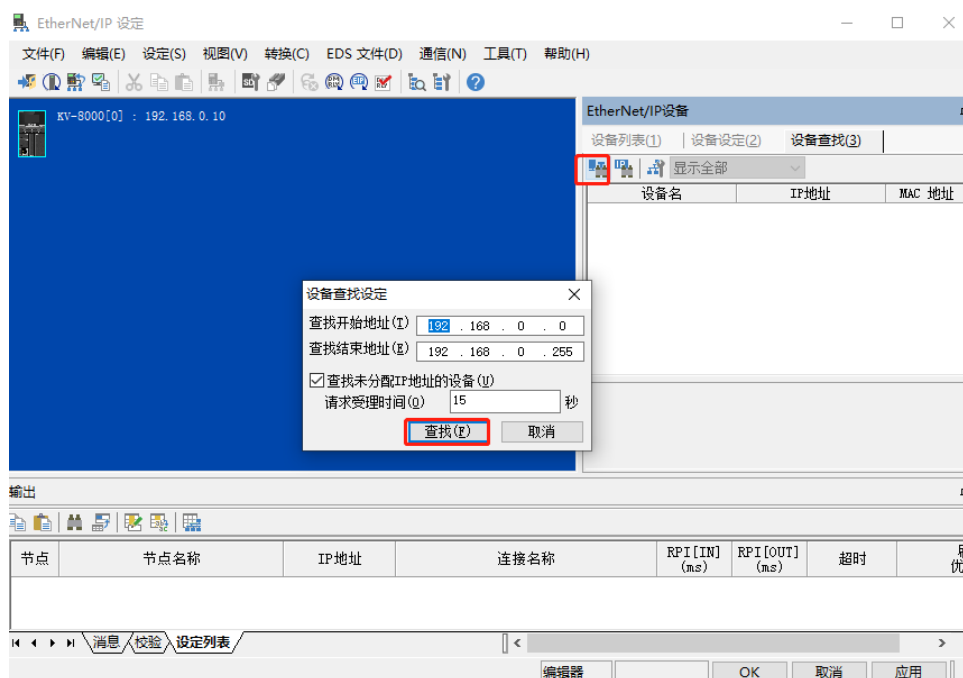 EtherNet/IP 设定
文件(F) 编辑(E) 设定(S) 视图(V) 转换(C) EDS 文件(D) 通信(N) 工具(T) 帮助(H)
KV-8000[0] : 192.168.0.10
EtherNet/IP设备
设备列表(1) 设备设定(2) 设备查找(3)
显示全部
设备名 IP地址 MAC 地址
设备查找设定
查找开始地址(I) 192 . 168 . 0 . 0
查找结束地址(E) 192 . 168 . 0 . 255
查找未分配IP地址的设备(U)
请求受理时间(O) 15 秒
查找(F) 取消
输出
节点 节点名称 IP地址 连接名称 RPI[IN] (ms) RPI[OUT] (ms) 超时
消息 校验 设定列表
编辑器 OK 取消 应用